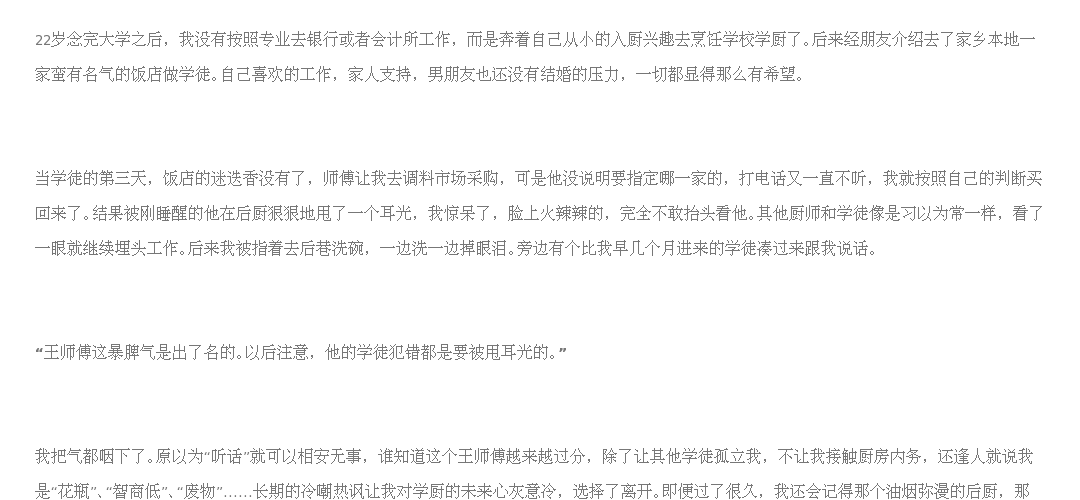 22岁念完大学之后，我没有按照专业去银行或者会计所工作，而是奔着自己从小的入厨兴趣去烹饪学校学厨了。后来经朋友介绍去了家乡本地一
家蛮有名气的饭店做学徒。自己喜欢的工作，家人支持，男朋友也还没有结婚的压力，一切都显得那么有希望。
当学徒的第三天，饭店的迷迭香没有了，师傅让我去调料市场采购，可是他没说明要指定哪一家的，打电话又一直不听，我就按照自己的判断买
回来了。结果被刚睡醒的他在后厨狠狠地甩了一个耳光，我惊呆了，脸上火辣辣的，完全不敢抬头看他。其他厨师和学徒像是习以为常一样，看了
一眼就继续埋头工作。后来我被指着去后巷洗碗，一边洗一边掉眼泪。旁边有个比我早几个月进来的学徒凑过来跟我说话。
“王师傅这暴脾气是出了名的。以后注意，他的学徒犯错都是要被甩耳光的。”
我把气都咽下了。原以为“听话”就可以相安无事，谁知道这个王师傅越来越过分，除了让其他学徒孤立我，不让我接触厨房内务，还逢人就说我
是“花瓶”、“智商低”、“废物”……长期的冷嘲热讽让我对学厨的未来心灰意冷，选择了离开。即便过了很久，我还会记得那个油烟弥漫的后厨，那